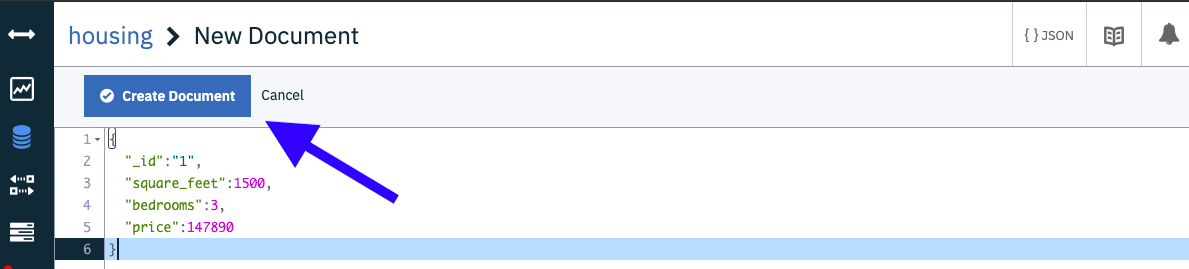 housing > New Document
{ } JSON
Create Document Cancel
1 {
2 "_id":"1",
3 "square_feet":1500,
4 "bedrooms":3,
5 "price":147890
6 }